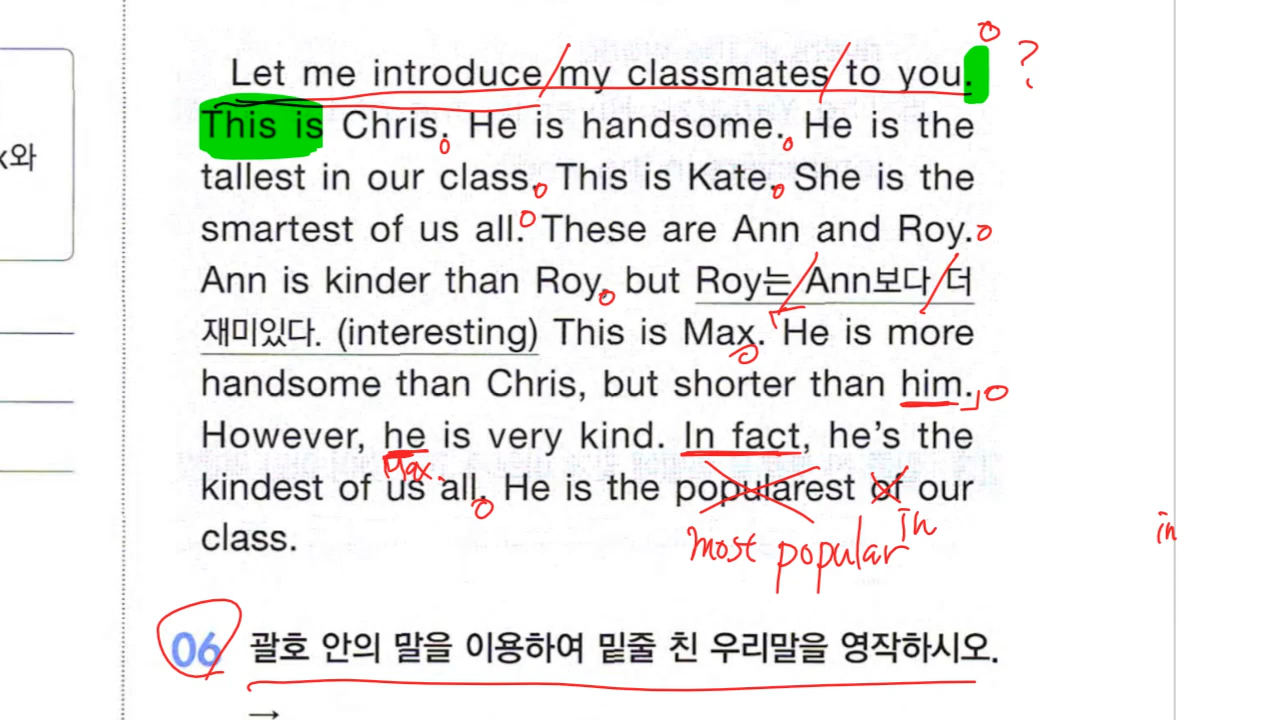 Let me introduce my classmates to you. ?
This is Chris. He is handsome. He is the
x와
tallest in our class. This is Kate. She is the
smartest of us all. These are Ann and Roy.
Ann is kinder than Roy, but Roy는 Ann보다 더
재미있다. (interesting) This is Max. He is more
handsome than Chris, but shorter than him.
However, he is very kind. In fact, he's the
Max.
kindest of us all. He is the popularest of our
in
in
class.
most popular
06 괄호 안의 말을 이용하여 밑줄 친 우리말을 영작하시오.
→